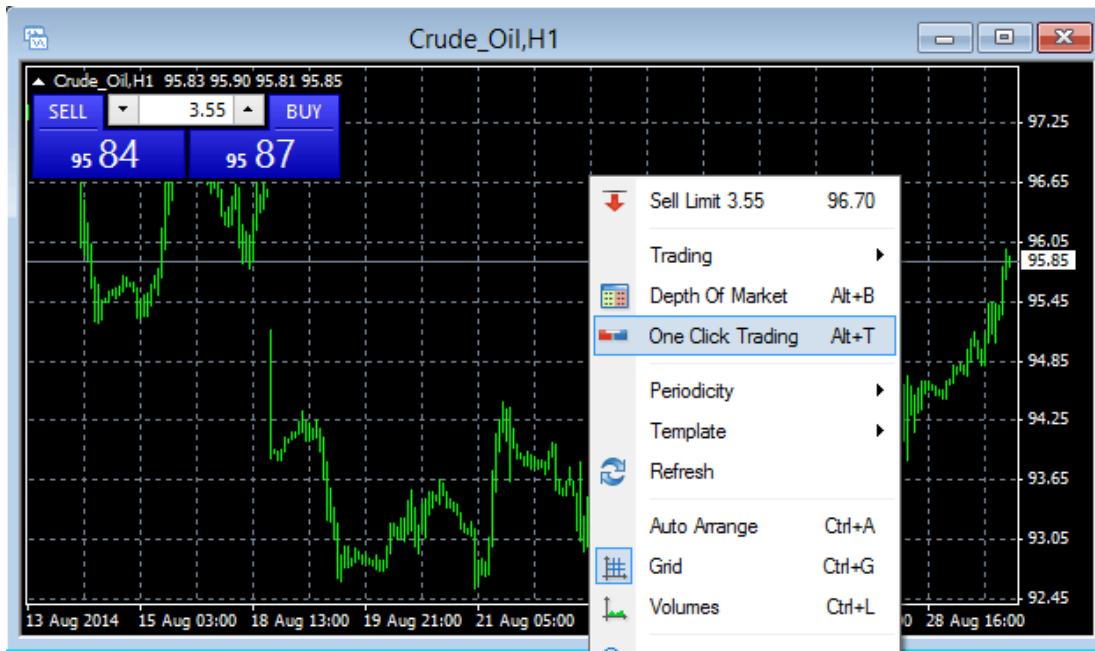 Crude_Oil,H1
Crude_Oil,H1 95.83 95.90 95.81 95.85
SELL 3.55 BUY
95 84 95 87
97.25
96.65
96.05
95.85
95.45
94.85
94.25
93.65
93.05
92.45
Sell Limit 3.55 96.70
Trading
Depth Of Market Alt+B
One Click Trading Alt+T
Periodicity
Template
Refresh
Auto Arrange Ctrl+A
Grid Ctrl+G
Volumes Ctrl+L
13 Aug 2014 15 Aug 03:00 18 Aug 13:00 19 Aug 21:00 21 Aug 05:00 28 Aug 16:00